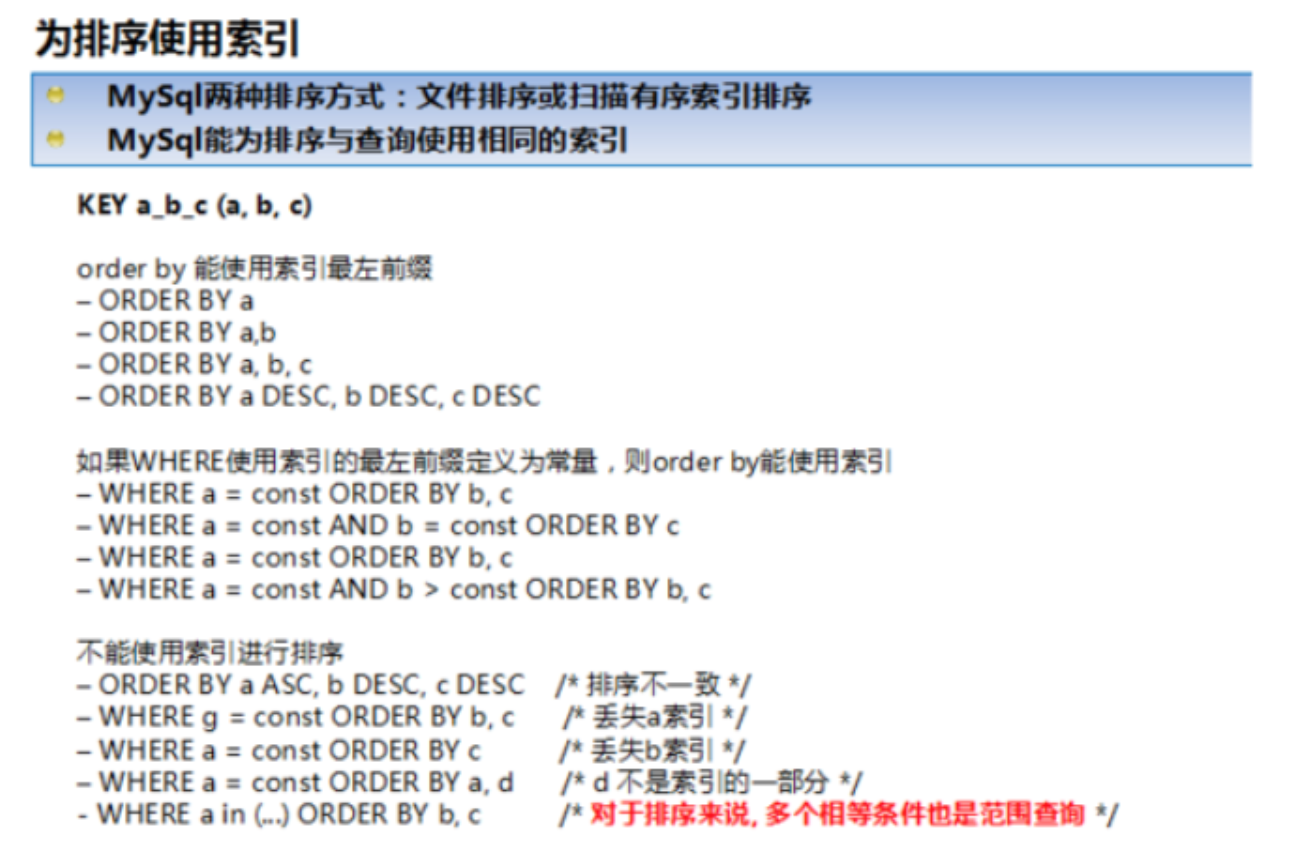 为排序使用索引
MySql两种排序方式：文件排序或扫描有序索引排序
MySql能为排序与查询使用相同的索引
KEY a_b_c (a, b, c)
order by 能使用索引最左前缀
– ORDER BY a
– ORDER BY a,b
– ORDER BY a, b, c
– ORDER BY a DESC, b DESC, c DESC
如果WHERE使用索引的最左前缀定义为常量，则order by能使用索引
– WHERE a = const ORDER BY b, c
– WHERE a = const AND b = const ORDER BY c
– WHERE a = const ORDER BY b, c
– WHERE a = const AND b > const ORDER BY b, c
不能使用索引进行排序
– ORDER BY a ASC, b DESC, c DESC /* 排序不一致 */
– WHERE g = const ORDER BY b, c /* 丢失a索引 */
– WHERE a = const ORDER BY c /* 丢失b索引 */
– WHERE a = const ORDER BY a, d /* d 不是索引的一部分 */
- WHERE a in (...) ORDER BY b, c /* 对于排序来说, 多个相等条件也是范围查询 */